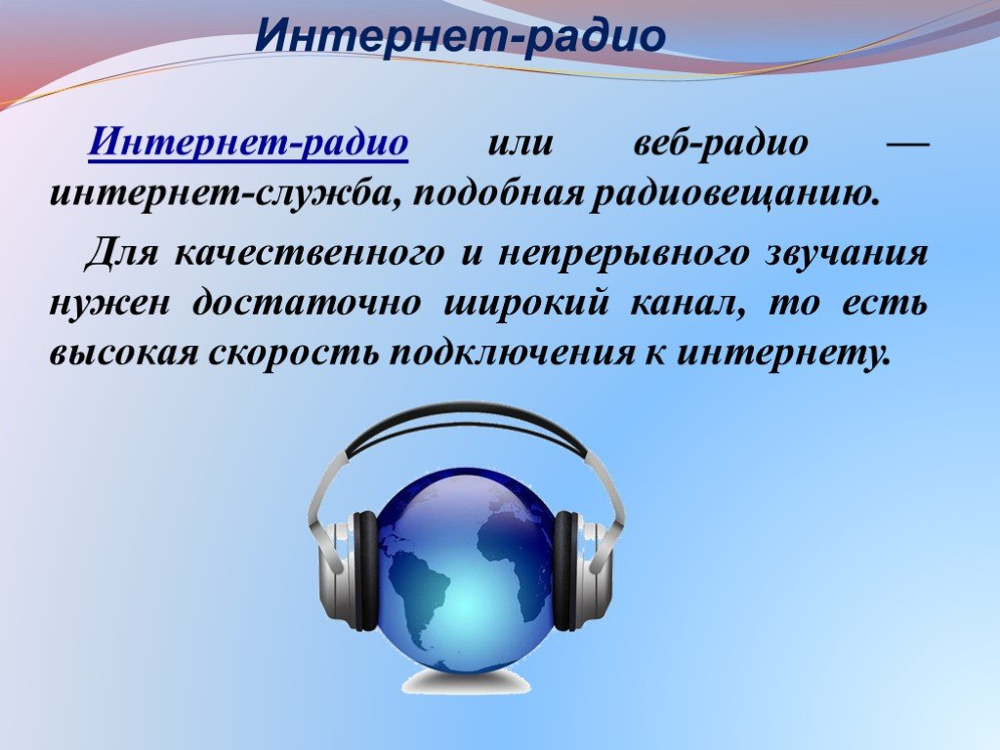 Интернет-радио
Интернет-радио или веб-радио —
интернет-служба, подобная радиовещанию.
Для качественного и непрерывного звучания
нужен достаточно широкий канал, то есть
высокая скорость подключения к интернету.